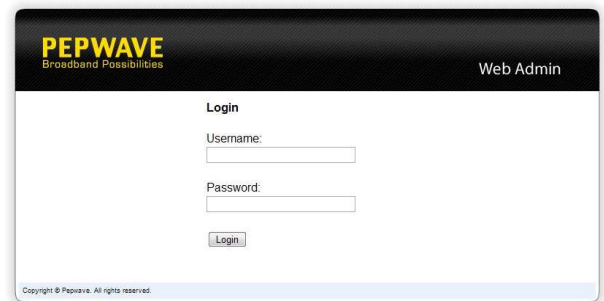 PEPWAVE
Broadband Possibilities
Web Admin
Login
Username:
Password:
Login
Copyright © Pepwave. All rights reserved.